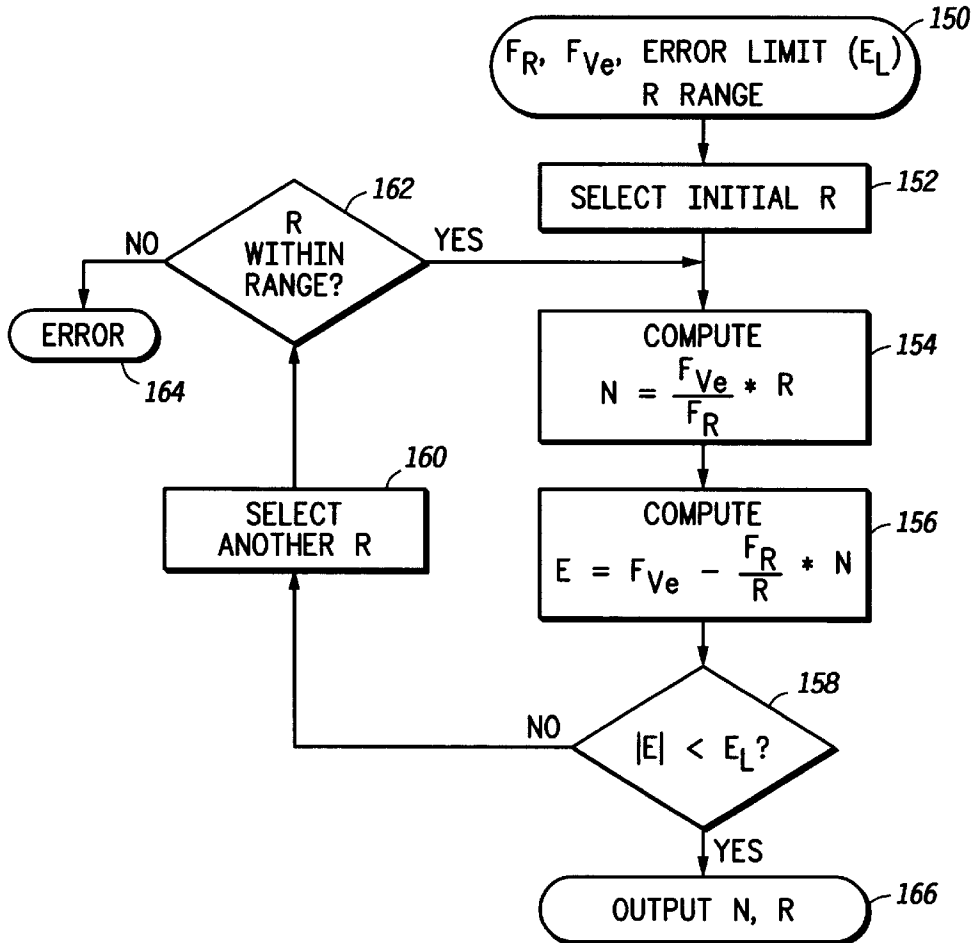 150
F_R, F_Ve, ERROR LIMIT (E_L)
R RANGE
152
SELECT INITIAL R
162
R
WITHIN
RANGE?
NO
YES
ERROR
164
COMPUTE
N = F_Ve / F_R * R
154
160
SELECT
ANOTHER R
COMPUTE
E = F_Ve - F_R / R * N
156
158
|E| < E_L?
NO
YES
OUTPUT N, R
166